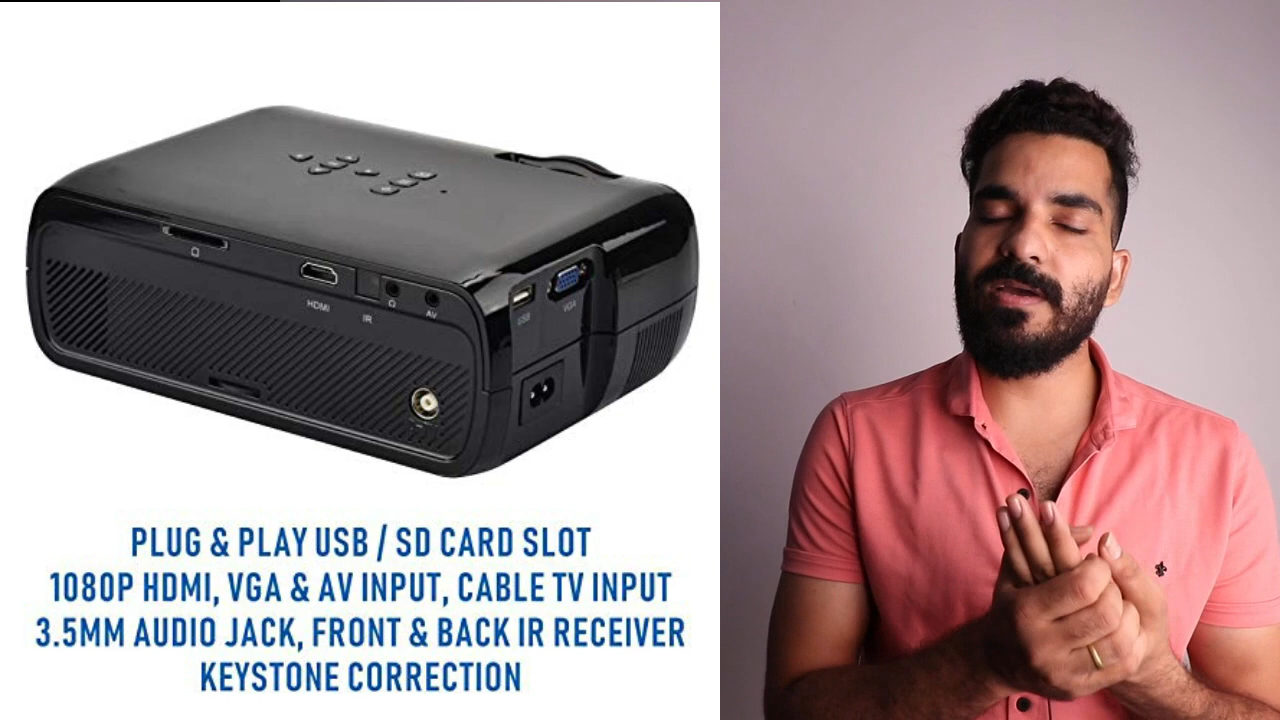 HDMI
IR
AV
USB
VGA
PLUG & PLAY USB / SD CARD SLOT
1080P HDMI, VGA & AV INPUT, CABLE TV INPUT
3.5MM AUDIO JACK, FRONT & BACK IR RECEIVER
KEYSTONE CORRECTION